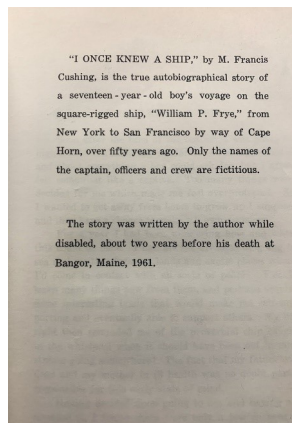 "I ONCE KNEW A SHIP," by M. Francis
Cushing, is the true autobiographical story of
a seventeen - year - old boy's voyage on the
square-rigged ship, "William P. Frye," from
New York to San Francisco by way of Cape
Horn, over fifty years ago. Only the names of
the captain, officers and crew are fictitious.
The story was written by the author while
disabled, about two years before his death at
Bangor, Maine, 1961.